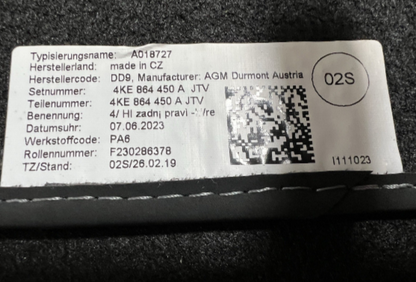 Typisierungsname: A018727
Herstellerland: made in CZ
Herstellercode: DD9, Manufacturer: AGM Durmont Austria
Setnummer: 4KE 864 450 A JTV
Teilenummer: 4KE 864 450 A JTV
Benennung: 4/ HI zadnj pravi /re
Datumsuhr: 07.06.2023
Werkstoffcode: PA6
Rollennummer: F230286378
TZ/Stand: 02S/26.02.19
02S
I111023